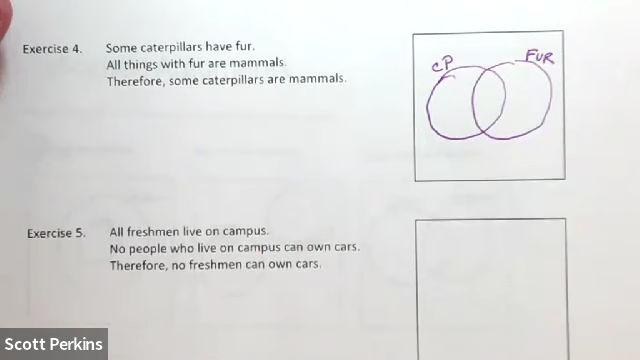 Exercise 4. Some caterpillars have fur.
All things with fur are mammals.
Therefore, some caterpillars are mammals.
CP FUR
Exercise 5. All freshmen live on campus.
No people who live on campus can own cars.
Therefore, no freshmen can own cars.
Scott Perkins